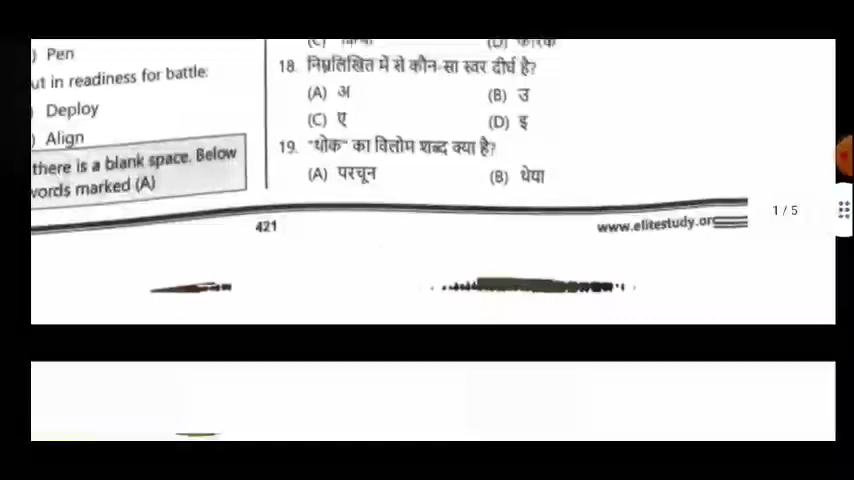 ) Pen
ut in readiness for battle:
) Deploy
) Align
there is a blank space. Below
words marked (A)
18. निम्नलिखित में से कौन-सा स्वर दीर्घ है?
(A) अ
(B) उ
(C) ए
(D) इ
19. "थोक" का विलोम शब्द क्या है?
(A) परचून
(B) थेया
421
www.elitestudy.or
1 / 5